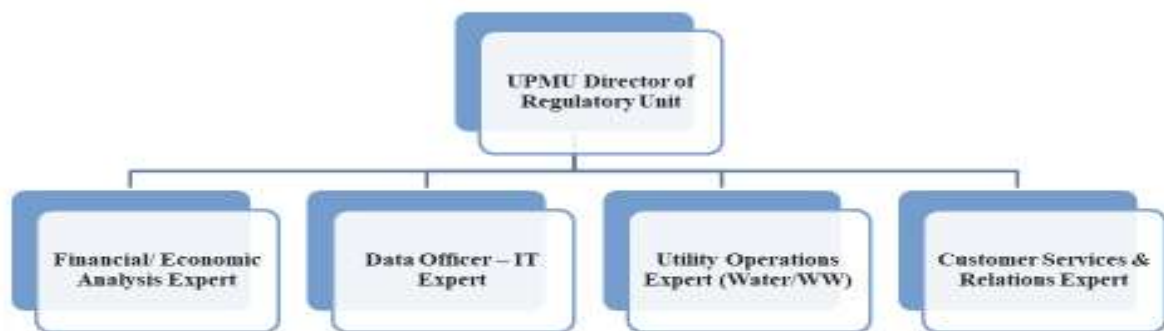 UPMU Director of
Regulatory Unit
Financial/ Economic
Analysis Expert
Data Officer – IT
Expert
Utility Operations
Expert (Water/WW)
Customer Services &
Relations Expert